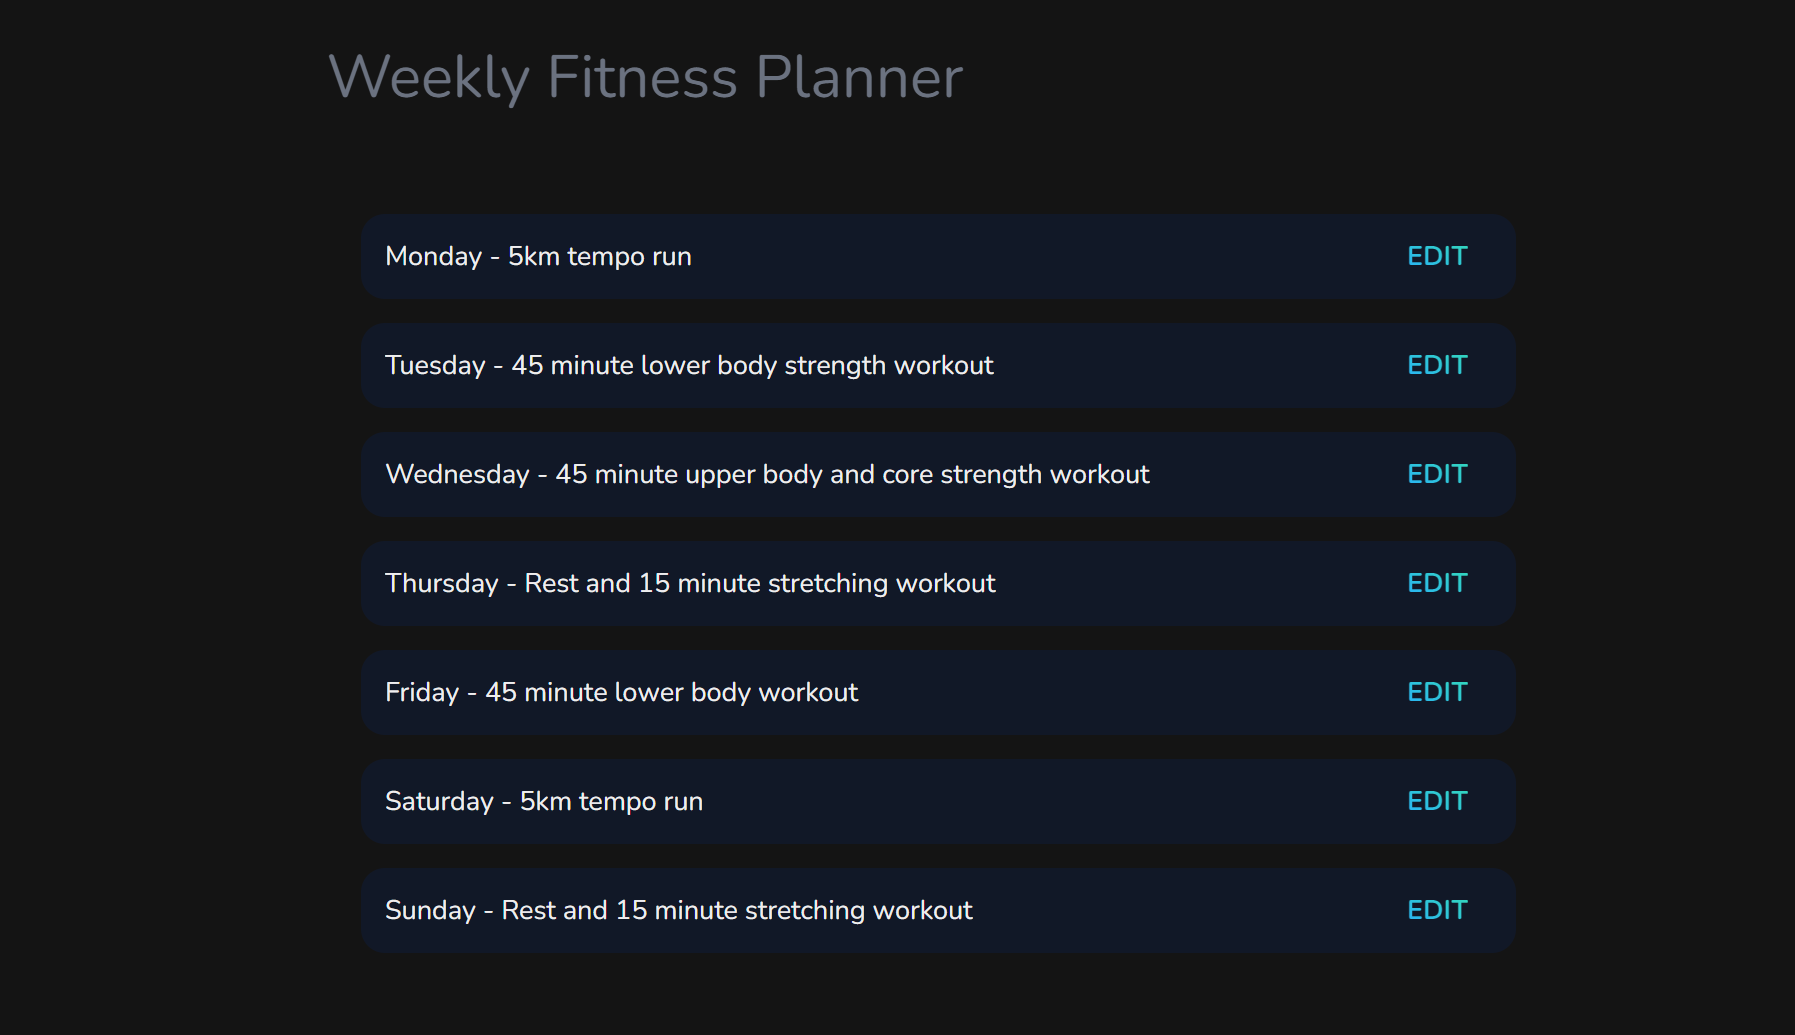 Weekly Fitness Planner
Monday - 5km tempo run EDIT
Tuesday - 45 minute lower body strength workout EDIT
Wednesday - 45 minute upper body and core strength workout EDIT
Thursday - Rest and 15 minute stretching workout EDIT
Friday - 45 minute lower body workout EDIT
Saturday - 5km tempo run EDIT
Sunday - Rest and 15 minute stretching workout EDIT